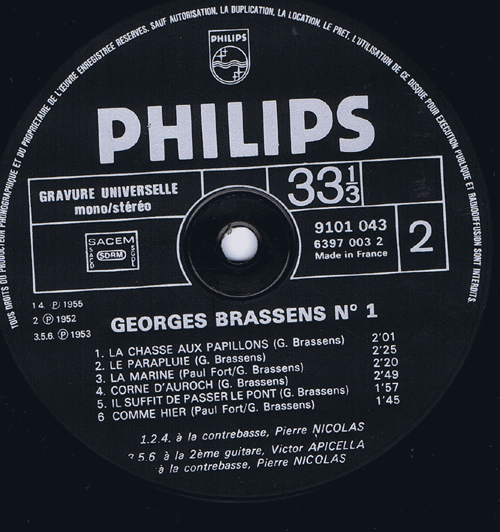 TOUS DROITS DU PRODUCTEUR PHONOGRAPHIQUE ET DU PROPRIETAIRE DE L'ŒUVRE ENREGISTREE RESERVES. SAUF AUTORISATION, LA DUPLICATION, LA LOCATION, LE PRET, L'UTILISATION DE CE DISQUE POUR EXECUTION PUBLIQUE ET RADIODIFFUSION SONT INTERDITS.
PHILIPS
PHILIPS
GRAVURE UNIVERSELLE
mono/stéréo
33 1/3
SACEM
SACD
SDRM
SGDL
9101 043
6397 003 2
Made in France
2
1 4. Ⓟ 1955
2 Ⓟ 1952
3.5.6. Ⓟ 1953
GEORGES BRASSENS N° 1
1. LA CHASSE AUX PAPILLONS (G. Brassens) 2'01
2. LE PARAPLUIE (G. Brassens) 2'25
3. LA MARINE (Paul Fort/G. Brassens) 2'20
4. CORNE D'AUROCH (G. Brassens) 2'49
5. IL SUFFIT DE PASSER LE PONT (G. Brassens) 1'57
6 COMME HIER (Paul Fort/G. Brassens) 1'45
1.2.4. à la contrebasse, Pierre NICOLAS
3.5.6 à la 2ème guitare, Victor APICELLA
à la contrebasse, Pierre NICOLAS